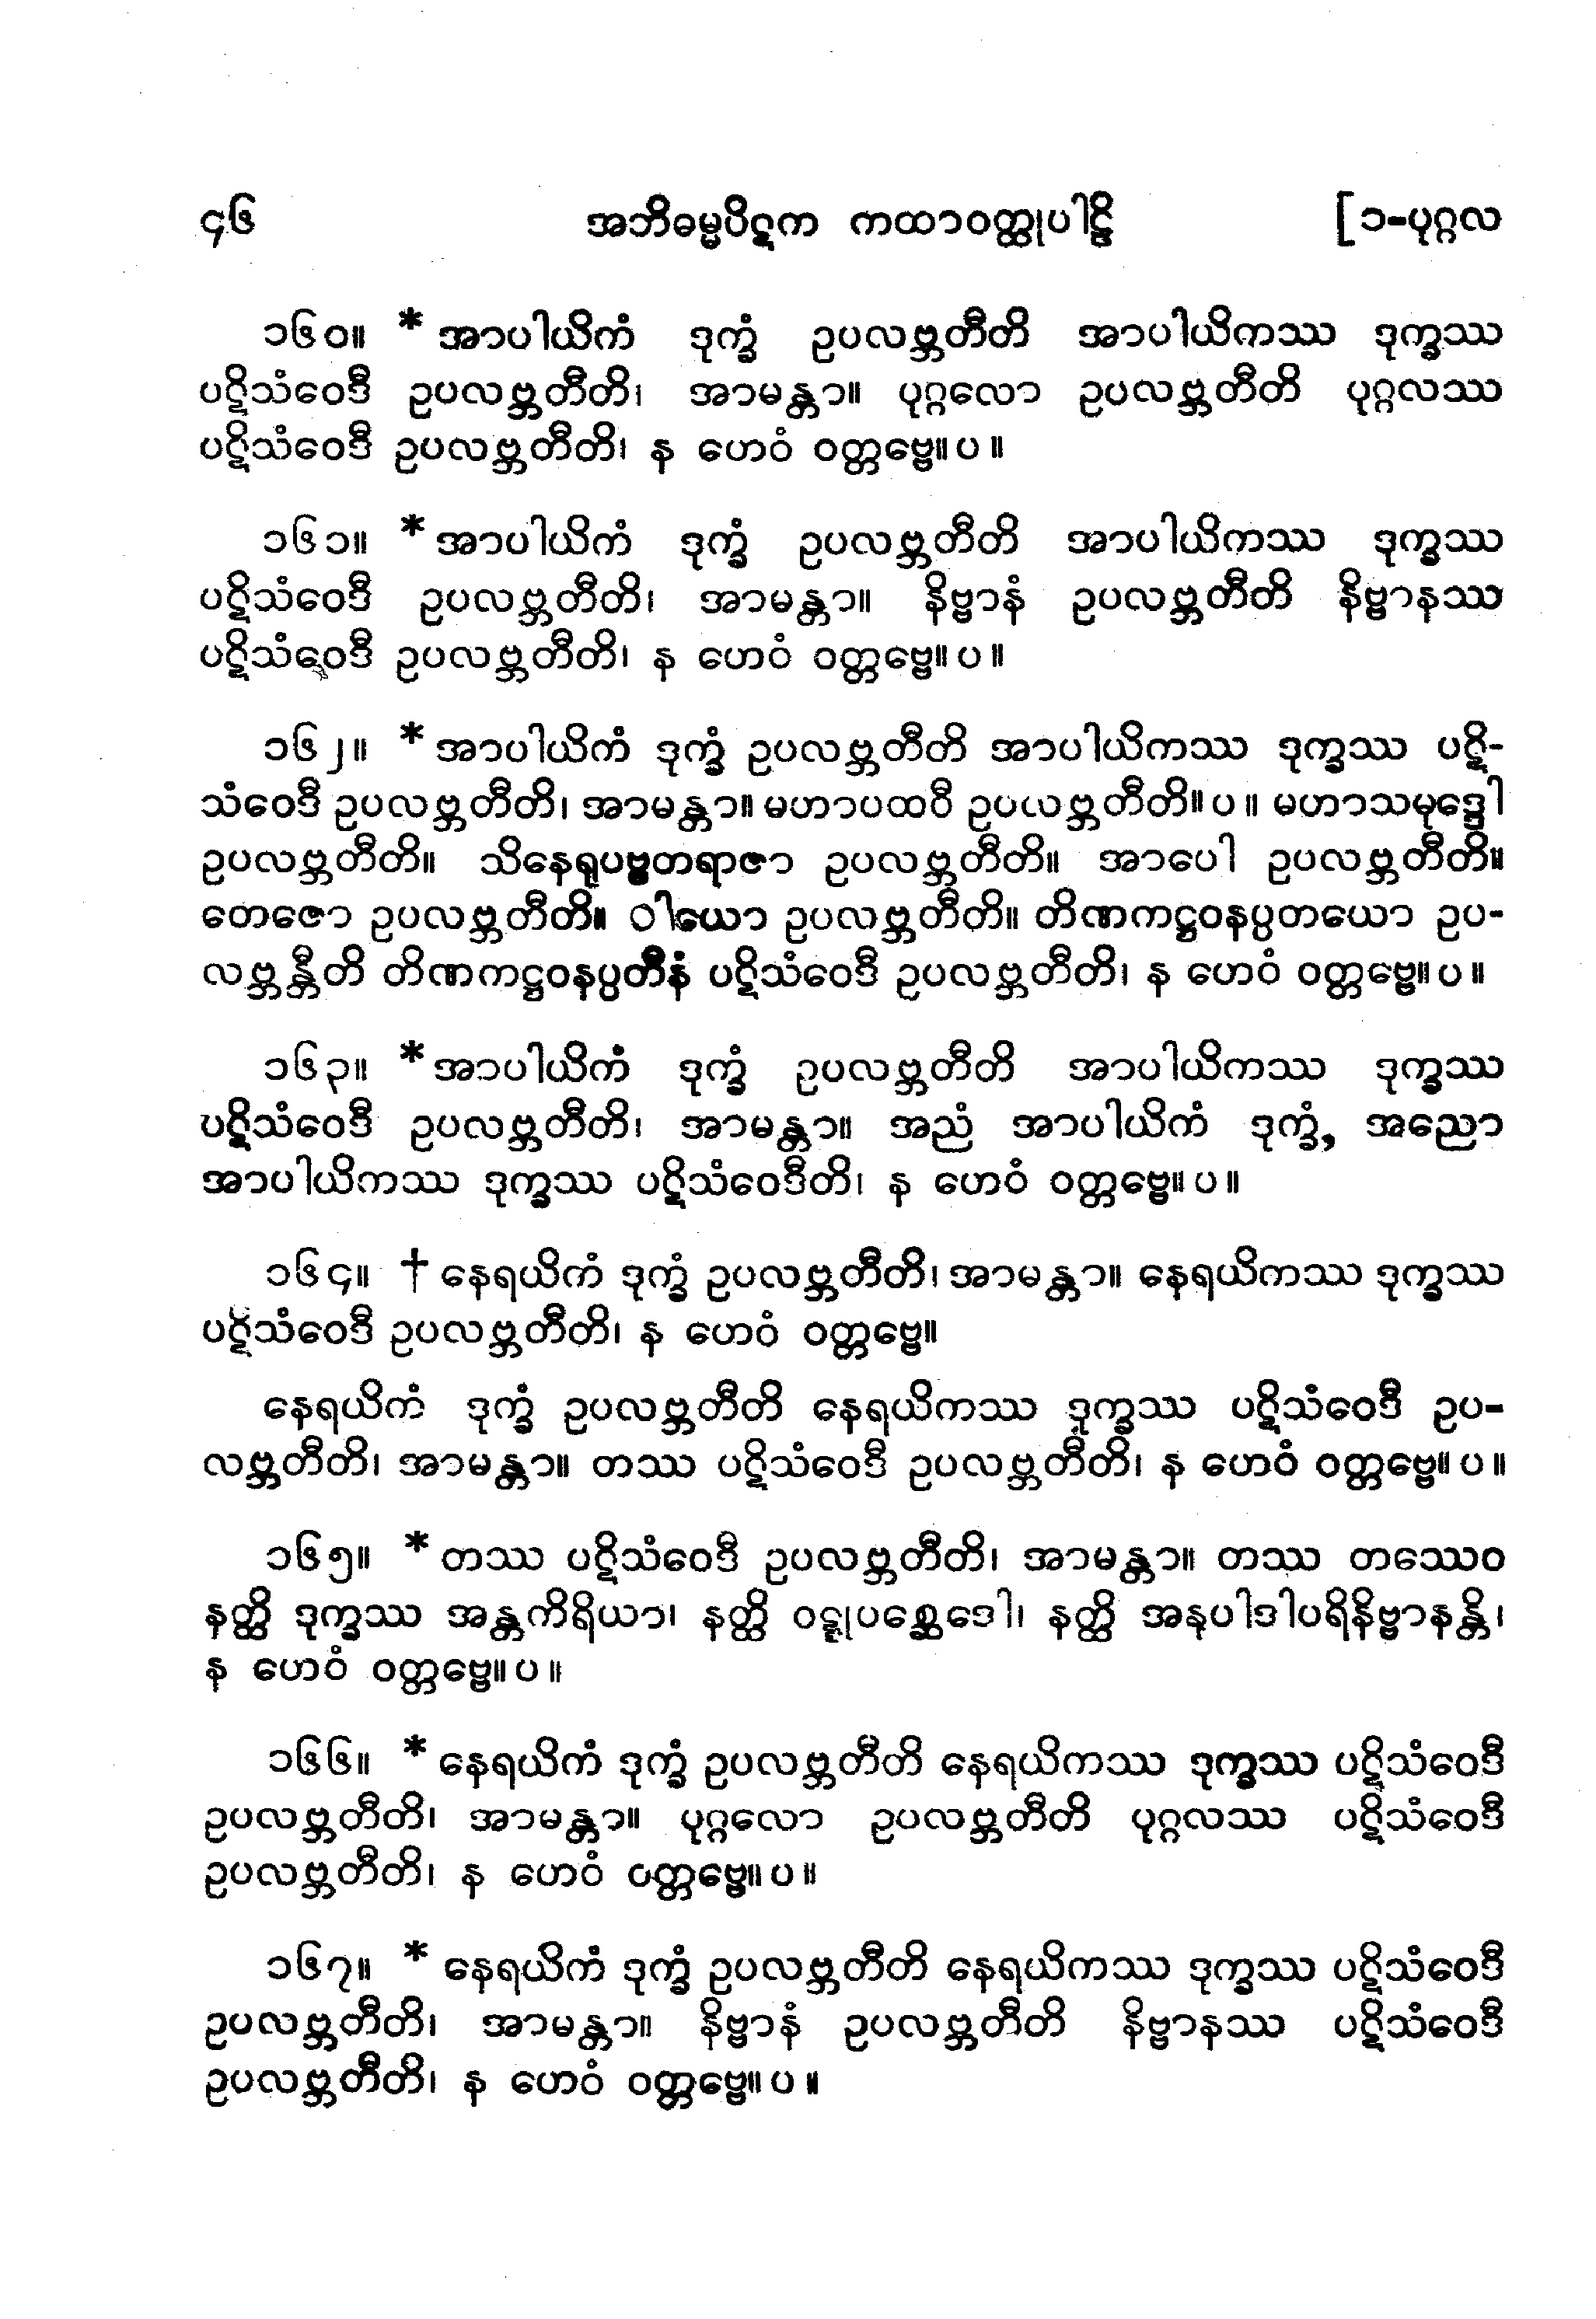 ၄၆ အဘိဓမ္မပိဋက ကထာဝတ္ထုပါဠိ [၁-ပုဂ္ဂလ
၁၆၀။ * အာပါယိကံ ဒုက္ခံ ဥပလဗ္ဘတီတိ အာပါယိကဿ ဒုက္ခဿ
ပဋိသံဝေဒီ ဥပလဗ္ဘတီတိ၊ အာမန္တာ။ ပုဂ္ဂလော ဥပလဗ္ဘတီတိ ပုဂ္ဂလဿ
ပဋိသံဝေဒီ ဥပလဗ္ဘတီတိ၊ န ဟေဝံ ဝတ္တဗ္ဗေ။ပ။
၁၆၁။ * အာပါယိကံ ဒုက္ခံ ဥပလဗ္ဘတီတိ အာပါယိကဿ ဒုက္ခဿ
ပဋိသံဝေဒီ ဥပလဗ္ဘတီတိ၊ အာမန္တာ။ နိဗ္ဗာနံ ဥပလဗ္ဘတီတိ နိဗ္ဗာနဿ
ပဋိသံဝေဒီ ဥပလဗ္ဘတီတိ၊ န ဟေဝံ ဝတ္တဗ္ဗေ။ပ။
၁၆၂။ * အာပါယိကံ ဒုက္ခံ ဥပလဗ္ဘတီတိ အာပါယိကဿ ဒုက္ခဿ ပဋိ-
သံဝေဒီ ဥပလဗ္ဘတီတိ၊ အာမန္တာ။ မဟာပထဝီ ဥပလဗ္ဘတီတိ။ပ။ မဟာသမုဒ္ဒေါ
ဥပလဗ္ဘတီတိ။ သိနေရုပဗ္ဗတရာဇာ ဥပလဗ္ဘတီတိ။ အာပေါ ဥပလဗ္ဘတီတိ။
တေဇော ဥပလဗ္ဘတီတိ။ ဝါယော ဥပလဗ္ဘတီတိ။ တိဏကဋ္ဌဝနပ္ပတယော ဥပ-
လဗ္ဘန္တီတိ တိဏကဋ္ဌဝနပ္ပတီနံ ပဋိသံဝေဒီ ဥပလဗ္ဘတီတိ၊ န ဟေဝံ ဝတ္တဗ္ဗေ။ပ။
၁၆၃။ * အာပါယိကံ ဒုက္ခံ ဥပလဗ္ဘတီတိ အာပါယိကဿ ဒုက္ခဿ
ပဋိသံဝေဒီ ဥပလဗ္ဘတီတိ၊ အာမန္တာ။ အညံ အာပါယိကံ ဒုက္ခံ, အညော
အာပါယိကဿ ဒုက္ခဿ ပဋိသံဝေဒီတိ၊ န ဟေဝံ ဝတ္တဗ္ဗေ။ပ။
၁၆၄။ † နေရယိကံ ဒုက္ခံ ဥပလဗ္ဘတီတိ၊ အာမန္တာ။ နေရယိကဿ ဒုက္ခဿ
ပဋိသံဝေဒီ ဥပလဗ္ဘတီတိ၊ န ဟေဝံ ဝတ္တဗ္ဗေ။
နေရယိကံ ဒုက္ခံ ဥပလဗ္ဘတီတိ နေရယိကဿ ဒုက္ခဿ ပဋိသံဝေဒီ ဥပ-
လဗ္ဘတီတိ၊ အာမန္တာ။ တဿ ပဋိသံဝေဒီ ဥပလဗ္ဘတီတိ၊ န ဟေဝံ ဝတ္တဗ္ဗေ။ပ။
၁၆၅။ * တဿ ပဋိသံဝေဒီ ဥပလဗ္ဘတီတိ၊ အာမန္တာ။ တဿ တဿေဝ
နတ္ထိ ဒုက္ခဿ အန္တကိရိယာ၊ နတ္ထိ ဝဋ္ဋုပစ္ဆေဒေါ၊ နတ္ထိ အနုပါဒါပရိနိဗ္ဗာနန္တိ၊
န ဟေဝံ ဝတ္တဗ္ဗေ။ပ။
၁၆၆။ * နေရယိကံ ဒုက္ခံ ဥပလဗ္ဘတီတိ နေရယိကဿ ဒုက္ခဿ ပဋိသံဝေဒီ
ဥပလဗ္ဘတီတိ၊ အာမန္တာ။ ပုဂ္ဂလော ဥပလဗ္ဘတီတိ ပုဂ္ဂလဿ ပဋိသံဝေဒီ
ဥပလဗ္ဘတီတိ၊ န ဟေဝံ ဝတ္တဗ္ဗေ။ပ။
၁၆၇။ * နေရယိကံ ဒုက္ခံ ဥပလဗ္ဘတီတိ နေရယိကဿ ဒုက္ခဿ ပဋိသံဝေဒီ
ဥပလဗ္ဘတီတိ၊ အာမန္တာ။ နိဗ္ဗာနံ ဥပလဗ္ဘတီတိ နိဗ္ဗာနဿ ပဋိသံဝေဒီ
ဥပလဗ္ဘတီတိ၊ န ဟေဝံ ဝတ္တဗ္ဗေ။ပ။